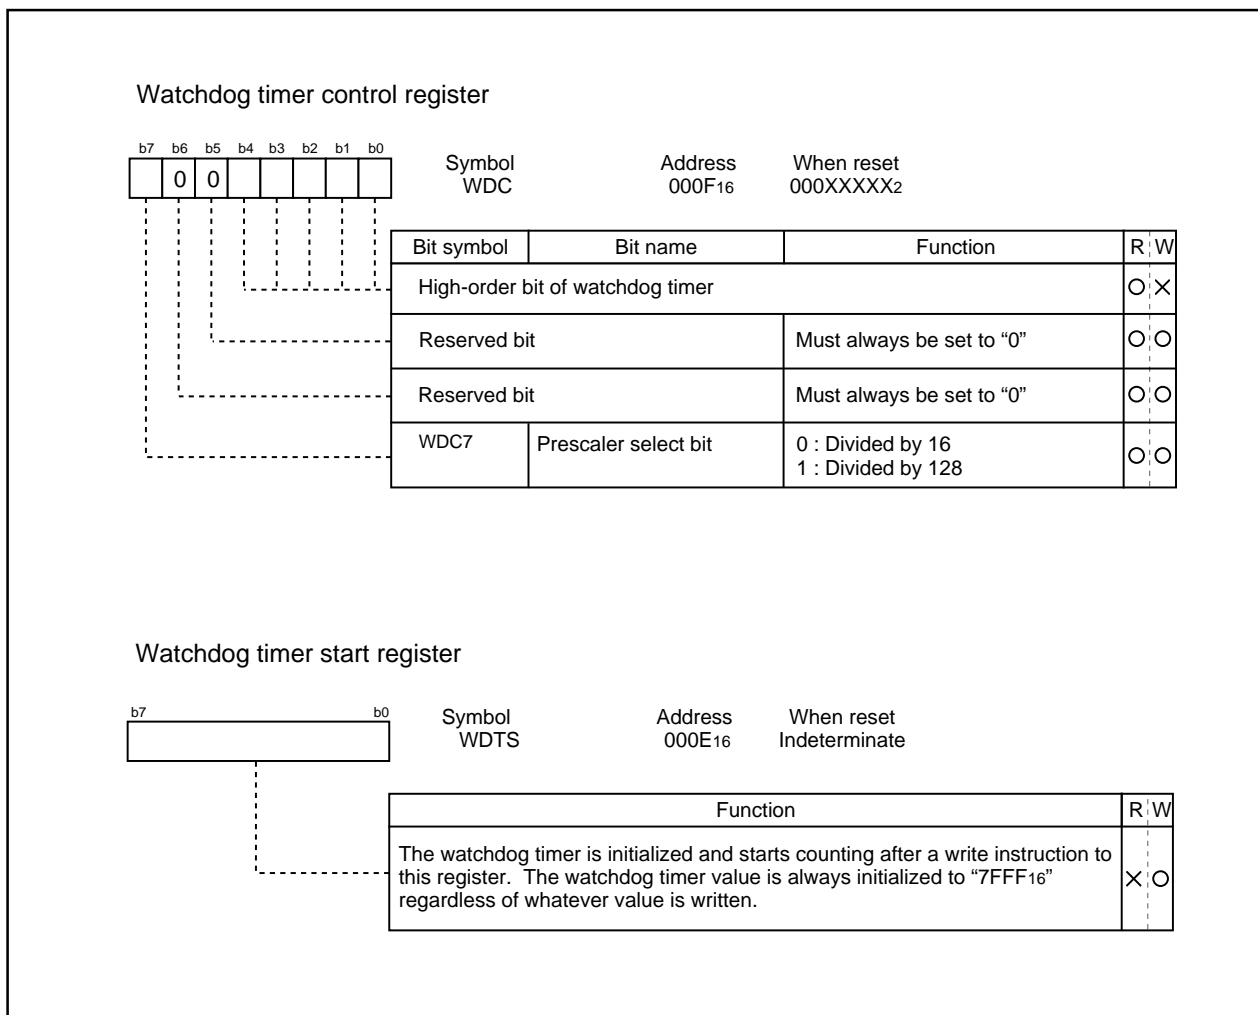 Watchdog timer control register
b7 b6 b5 b4 b3 b2 b1 b0
0 0
Symbol Address When reset
WDC 000F16 000XXXXX2
Bit symbol Bit name Function R W
High-order bit of watchdog timer
Reserved bit Must always be set to “0”
Reserved bit Must always be set to “0”
WDC7 Prescaler select bit 0 : Divided by 16
1 : Divided by 128
Watchdog timer start register
b7 b0
Symbol Address When reset
WDTS 000E16 Indeterminate
Function R W
The watchdog timer is initialized and starts counting after a write instruction to
this register. The watchdog timer value is always initialized to “7FFF16”
regardless of whatever value is written.